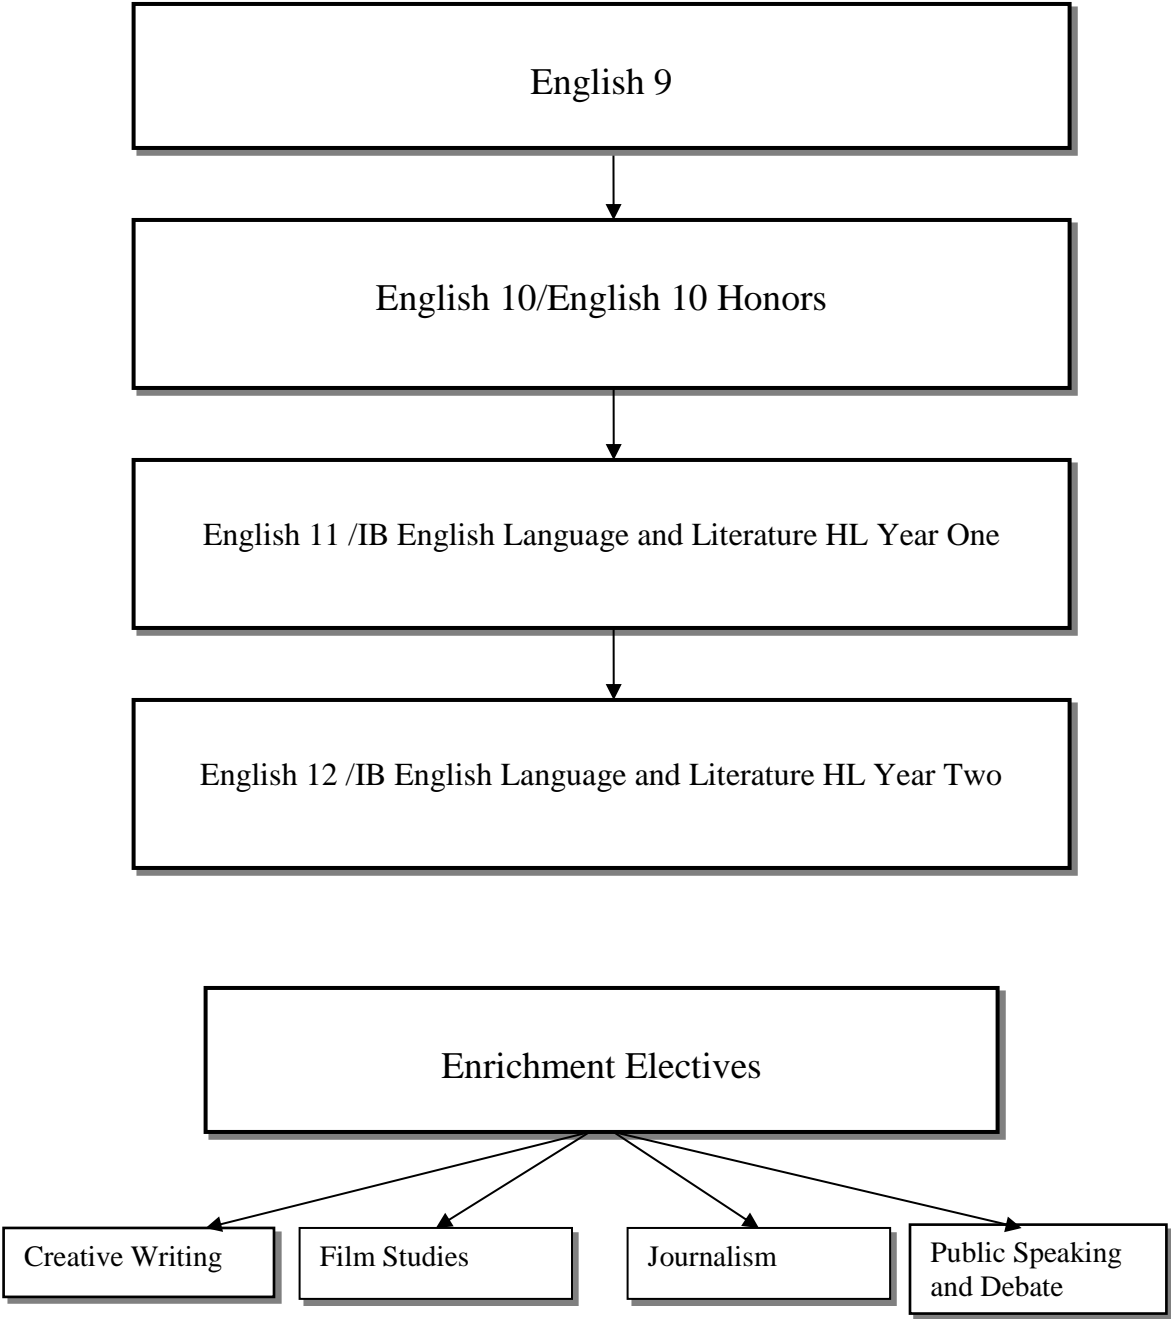 English 9
English 10/English 10 Honors
English 11 /IB English Language and Literature HL Year One
English 12 /IB English Language and Literature HL Year Two
Enrichment Electives
Creative Writing
Film Studies
Journalism
Public Speaking
and Debate